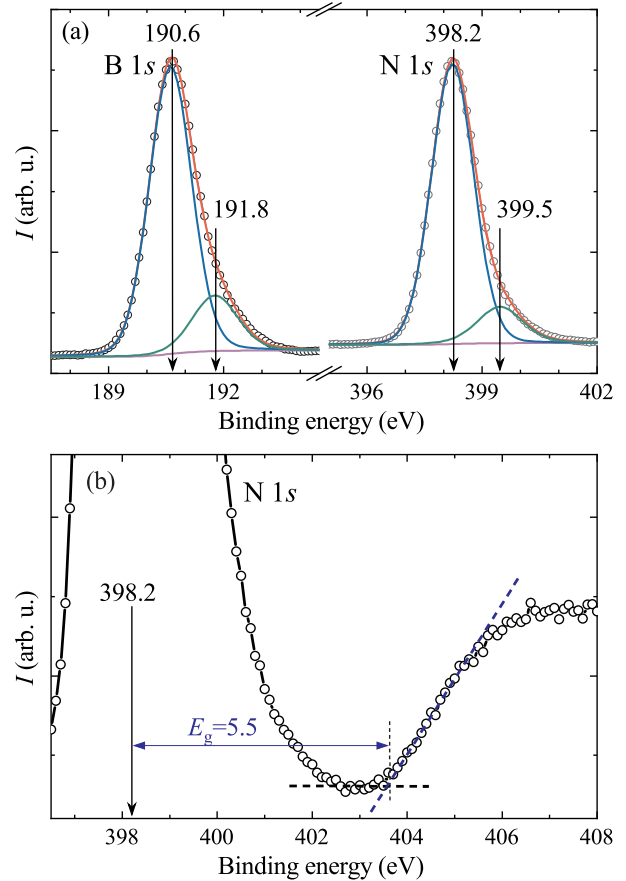 (a)
190.6
398.2
B 1s
N 1s
191.8
399.5
I (arb. u.)
189
192
396
399
402
Binding energy (eV)
(b)
N 1s
398.2
I (arb. u.)
Eg=5.5
398
400
402
404
406
408
Binding energy (eV)